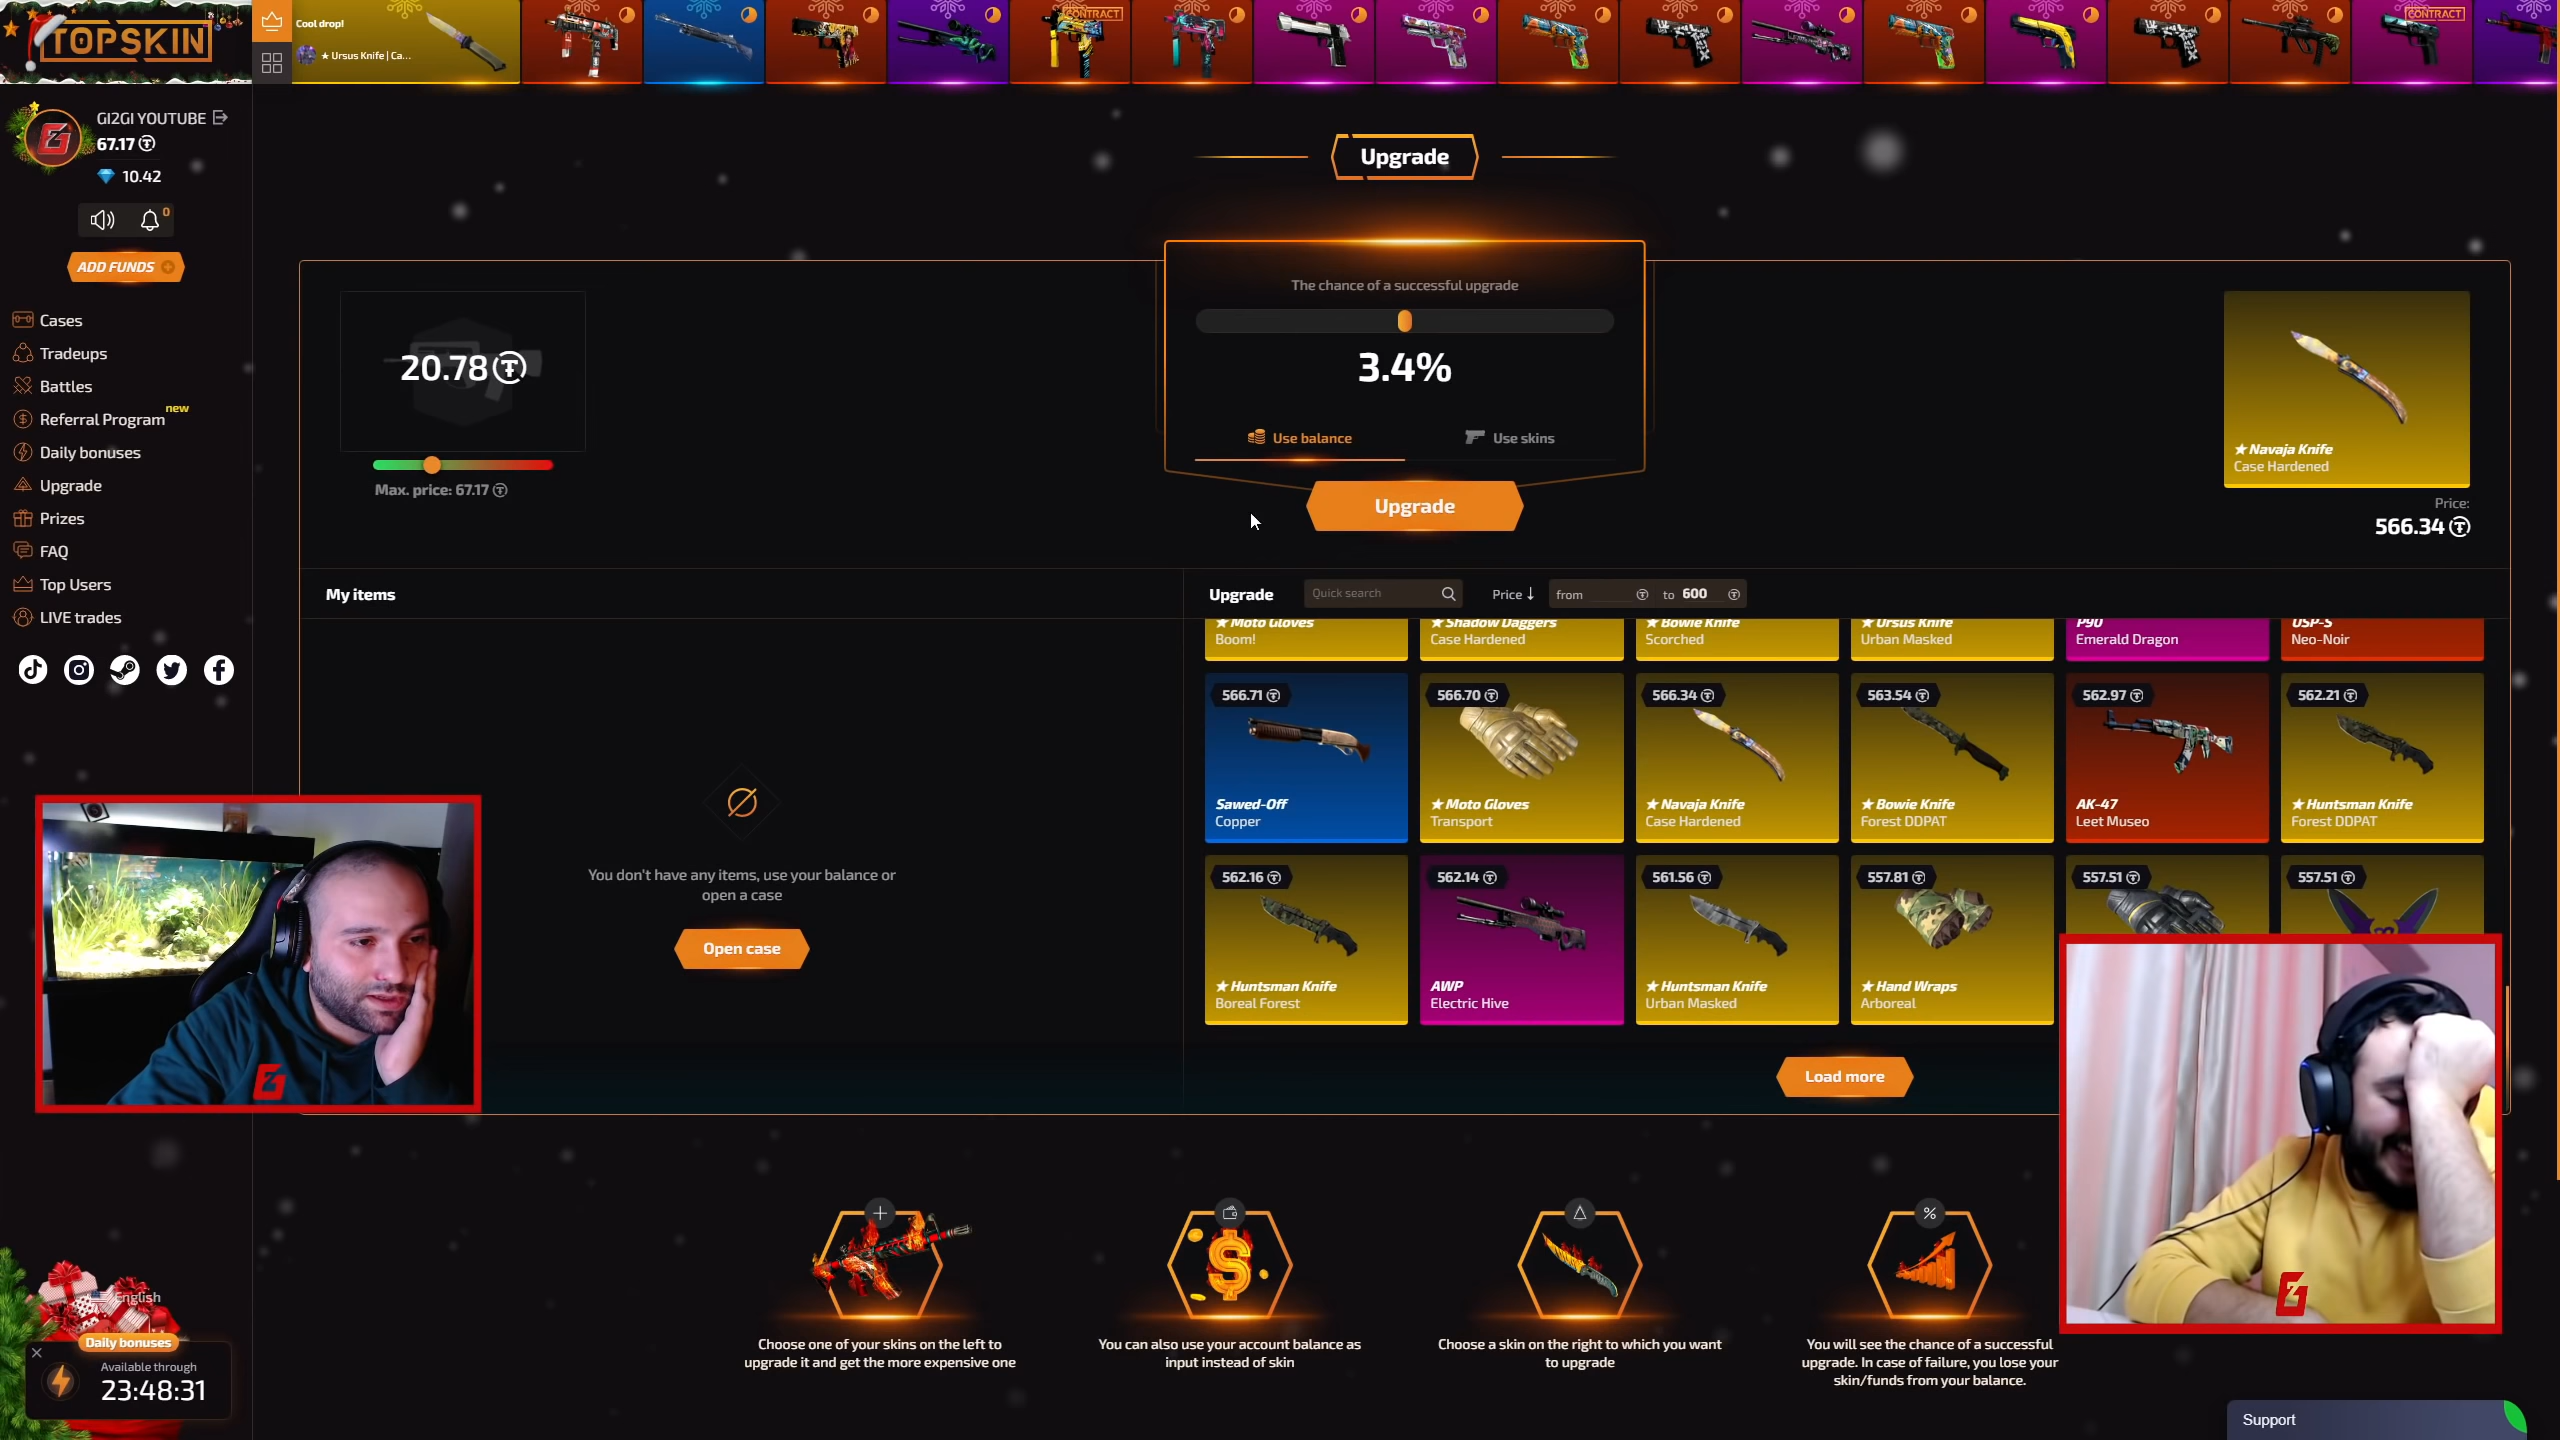 TOPSKIN
Cool drop!
★ Ursus Knife | Ca...
CONTRACT
CONTRACT
GI2GI YOUTUBE
67.17
10.42
0
ADD FUNDS
Cases
Tradeups
Battles
Referral Program new
Daily bonuses
Upgrade
Prizes
FAQ
Top Users
LIVE trades
Upgrade
The chance of a successful upgrade
3.4%
Use balance
Use skins
Upgrade
20.78
Max. price: 67.17
★ Navaja Knife
Case Hardened
Price:
566.34
My items
Upgrade
Quick search
Price
from
to 600
★ Moto Gloves
Boom!
★ Shadow Daggers
Case Hardened
★ Bowie Knife
Scorched
★ Ursus Knife
Urban Masked
P90
Emerald Dragon
USP-S
Neo-Noir
566.71
Sawed-Off
Copper
566.70
★ Moto Gloves
Transport
566.34
★ Navaja Knife
Case Hardened
563.54
★ Bowie Knife
Forest DDPAT
562.97
AK-47
Leet Museo
562.21
★ Huntsman Knife
Forest DDPAT
562.16
★ Huntsman Knife
Boreal Forest
562.14
AWP
Electric Hive
561.56
★ Huntsman Knife
Urban Masked
557.81
★ Hand Wraps
Arboreal
557.51
557.51
You don't have any items, use your balance or
open a case
Open case
Load more
Choose one of your skins on the left to
upgrade it and get the more expensive one
You can also use your account balance as
input instead of skin
Choose a skin on the right to which you want
to upgrade
%
You will see the chance of a successful
upgrade. In case of failure, you lose your
skin/funds from your balance.
English
Daily bonuses
Available through
23:48:31
Support